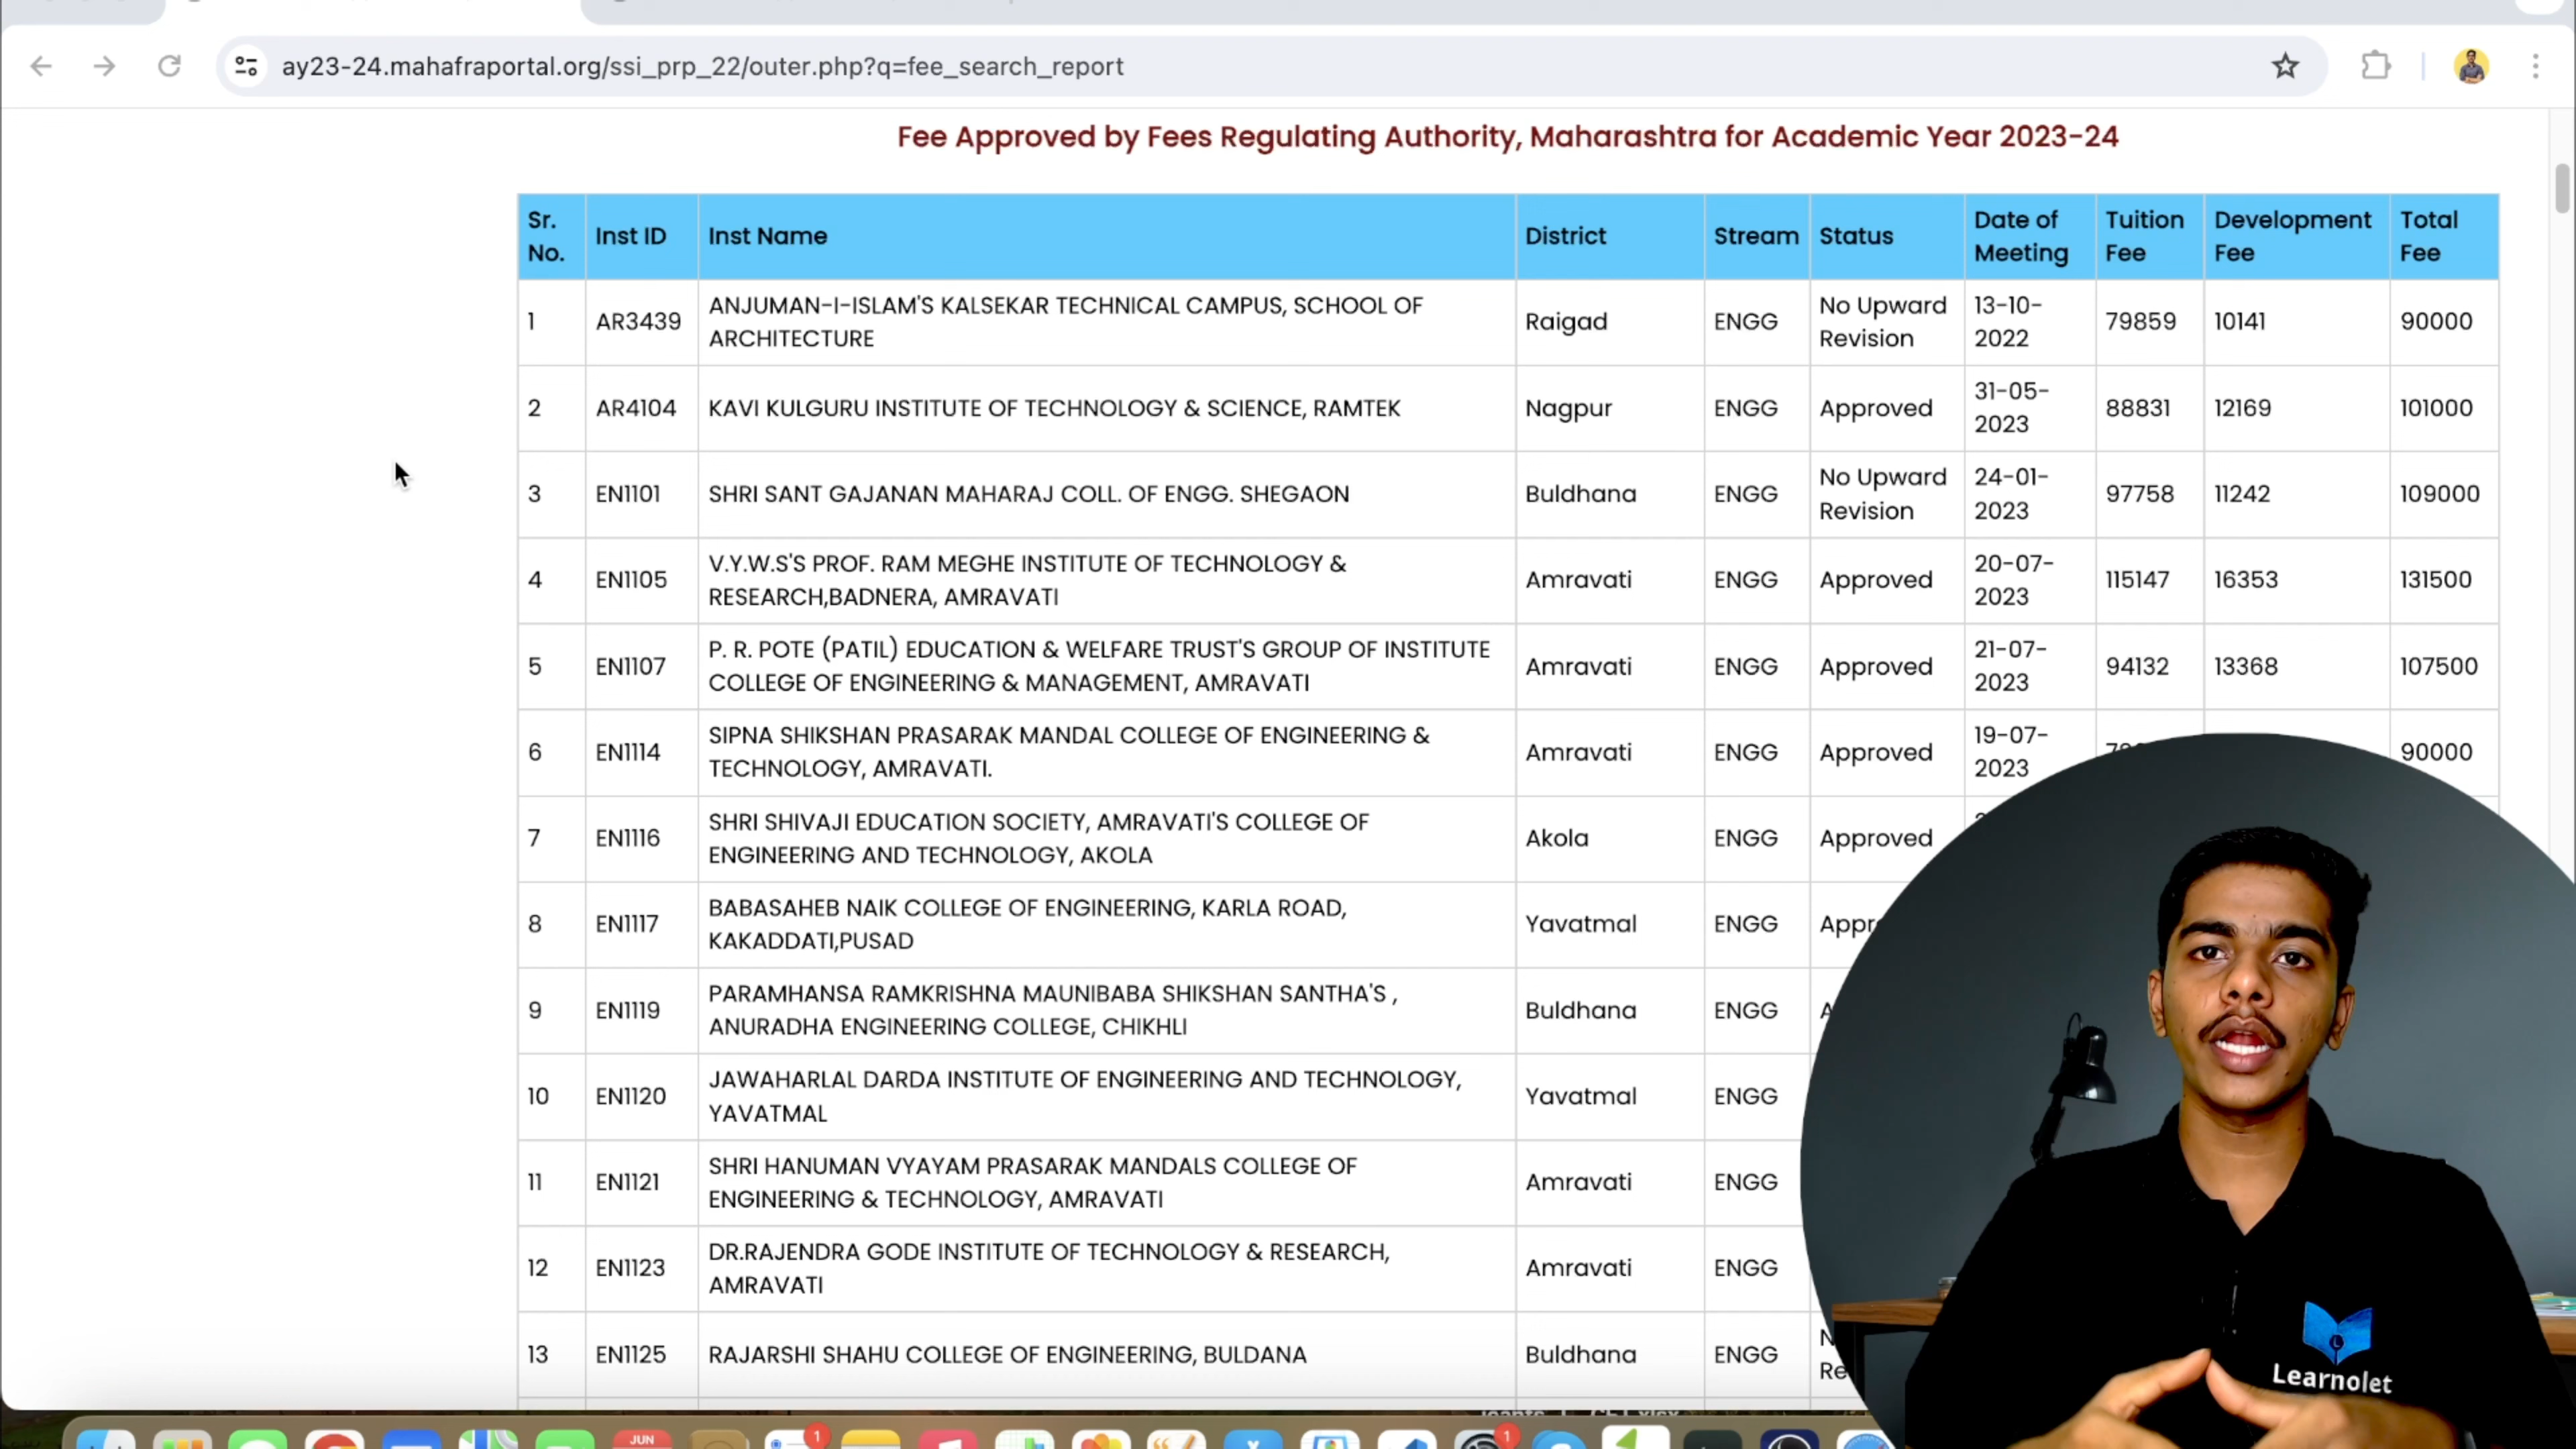 ay23-24.mahafraportal.org/ssi_prp_22/outer.php?q=fee_search_report
Fee Approved by Fees Regulating Authority, Maharashtra for Academic Year 2023-24
Sr. No. Inst ID Inst Name District Stream Status Date of Meeting Tuition Fee Development Fee Total Fee
1 AR3439 ANJUMAN-I-ISLAM'S KALSEKAR TECHNICAL CAMPUS, SCHOOL OF
ARCHITECTURE Raigad ENGG No Upward Revision 13-10-2022 79859 10141 90000
2 AR4104 KAVI KULGURU INSTITUTE OF TECHNOLOGY & SCIENCE, RAMTEK Nagpur ENGG Approved 31-05-2023 88831 12169 101000
3 EN1101 SHRI SANT GAJANAN MAHARAJ COLL. OF ENGG. SHEGAON Buldhana ENGG No Upward Revision 24-01-2023 97758 11242 109000
4 EN1105 V.Y.W.S'S PROF. RAM MEGHE INSTITUTE OF TECHNOLOGY &
RESEARCH,BADNERA, AMRAVATI Amravati ENGG Approved 20-07-2023 115147 16353 131500
5 EN1107 P. R. POTE (PATIL) EDUCATION & WELFARE TRUST'S GROUP OF INSTITUTE
COLLEGE OF ENGINEERING & MANAGEMENT, AMRAVATI Amravati ENGG Approved 21-07-2023 94132 13368 107500
6 EN1114 SIPNA SHIKSHAN PRASARAK MANDAL COLLEGE OF ENGINEERING &
TECHNOLOGY, AMRAVATI. Amravati ENGG Approved 19-07-2023 90000
7 EN1116 SHRI SHIVAJI EDUCATION SOCIETY, AMRAVATI'S COLLEGE OF
ENGINEERING AND TECHNOLOGY, AKOLA Akola ENGG Approved
8 EN1117 BABASAHEB NAIK COLLEGE OF ENGINEERING, KARLA ROAD,
KAKADDATI,PUSAD Yavatmal ENGG
9 EN1119 PARAMHANSA RAMKRISHNA MAUNIBABA SHIKSHAN SANTHA'S ,
ANURADHA ENGINEERING COLLEGE, CHIKHLI Buldhana ENGG
10 EN1120 JAWAHARLAL DARDA INSTITUTE OF ENGINEERING AND TECHNOLOGY,
YAVATMAL Yavatmal ENGG
11 EN1121 SHRI HANUMAN VYAYAM PRASARAK MANDALS COLLEGE OF
ENGINEERING & TECHNOLOGY, AMRAVATI Amravati ENGG
12 EN1123 DR.RAJENDRA GODE INSTITUTE OF TECHNOLOGY & RESEARCH,
AMRAVATI Amravati ENGG
13 EN1125 RAJARSHI SHAHU COLLEGE OF ENGINEERING, BULDANA Buldhana ENGG
Learnolet
JUN
1
1